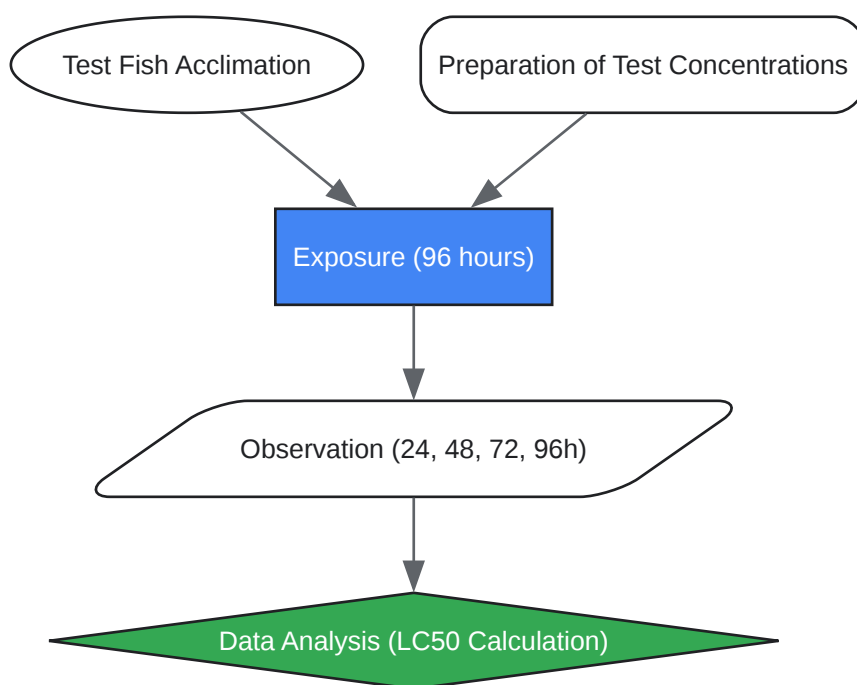 Test Fish Acclimation
Preparation of Test Concentrations
Exposure (96 hours)
Observation (24, 48, 72, 96h)
Data Analysis (LC50 Calculation)